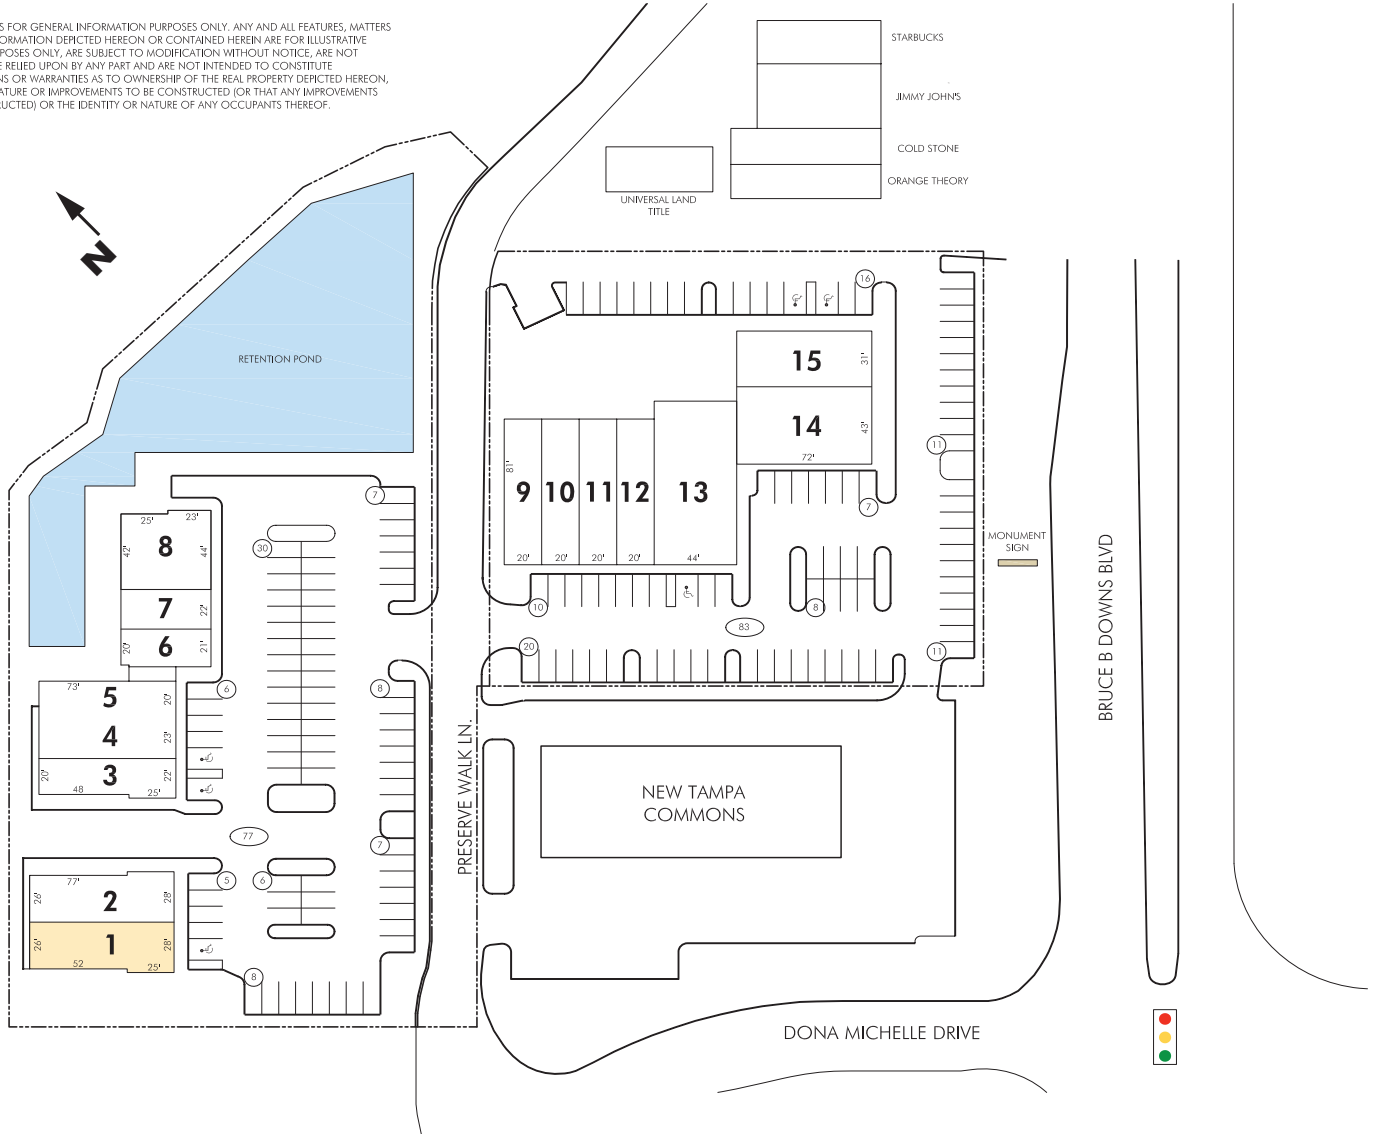 S FOR GENERAL INFORMATION PURPOSES ONLY. ANY AND ALL FEATURES, MATTERS
ORMATION DEPICTED HEREON OR CONTAINED HEREIN ARE FOR ILLUSTRATIVE
POSES ONLY, ARE SUBJECT TO MODIFICATION WITHOUT NOTICE, ARE NOT
E RELIED UPON BY ANY PART AND ARE NOT INTENDED TO CONSTITUTE
NS OR WARRANTIES AS TO OWNERSHIP OF THE REAL PROPERTY DEPICTED HEREON,
ATURE OR IMPROVEMENTS TO BE CONSTRUCTED (OR THAT ANY IMPROVEMENTS
RUCTED) OR THE IDENTITY OR NATURE OF ANY OCCUPANTS THEREOF.
STARBUCKS
JIMMY JOHN'S
COLD STONE
ORANGE THEORY
UNIVERSAL LAND
TITLE
N
RETENTION POND
16
15
31'
14
43'
72'
11
81'
9
10
11
12
13
20'
20'
20'
20'
44'
7
7
25'
23'
8
42'
44'
30
7
22'
6
20'
21'
MONUMENT
SIGN
10
8
83
20
11
BRUCE B DOWNS BLVD
73'
5
20'
6
8
4
23'
3
20'
22'
48
25'
PRESERVE WALK LN.
NEW TAMPA
COMMONS
77
7
77'
5
6
2
26'
28'
1
26'
28'
52
25'
8
DONA MICHELLE DRIVE